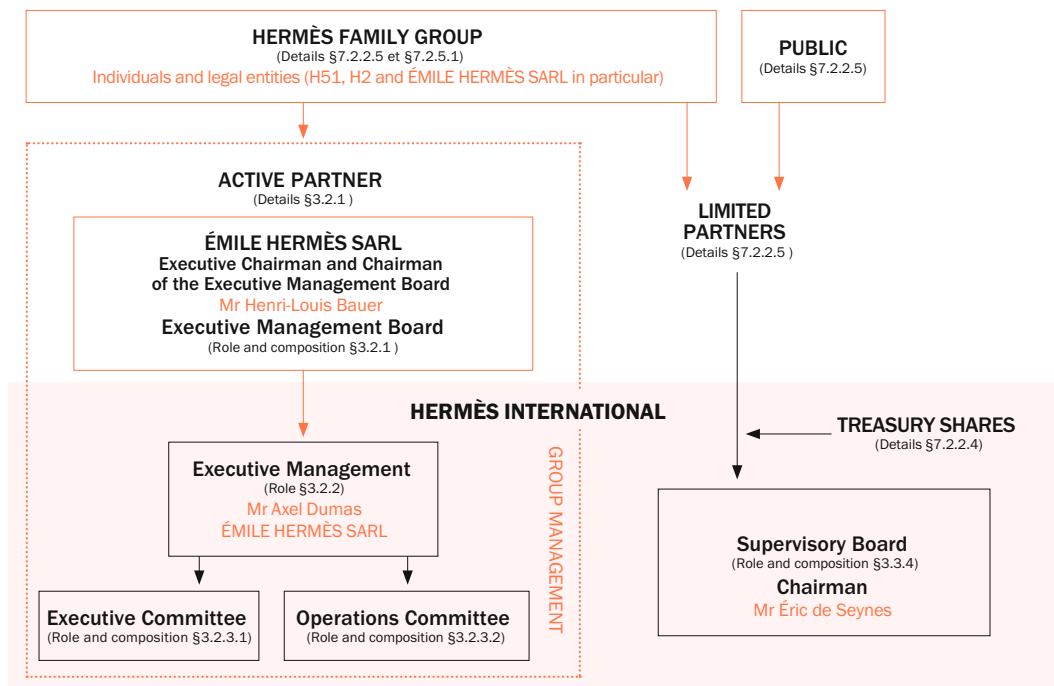 HERMÈS FAMILY GROUP
(Details §7.2.2.5 et §7.2.5.1)
Individuals and legal entities (H51, H2 and ÉMILE HERMÈS SARL in particular)
PUBLIC
(Details §7.2.2.5)
ACTIVE PARTNER
(Details §3.2.1 )
ÉMILE HERMÈS SARL
Executive Chairman and Chairman
of the Executive Management Board
Mr Henri-Louis Bauer
Executive Management Board
(Role and composition §3.2.1 )
LIMITED
PARTNERS
(Details §7.2.2.5 )
HERMÈS INTERNATIONAL
TREASURY SHARES
(Details §7.2.2.4)
Executive Management
(Role §3.2.2)
Mr Axel Dumas
ÉMILE HERMÈS SARL
GROUP MANAGEMENT
Executive Committee
(Role and composition §3.2.3.1)
Operations Committee
(Role and composition §3.2.3.2)
Supervisory Board
(Role and composition §3.3.4)
Chairman
Mr Éric de Seynes